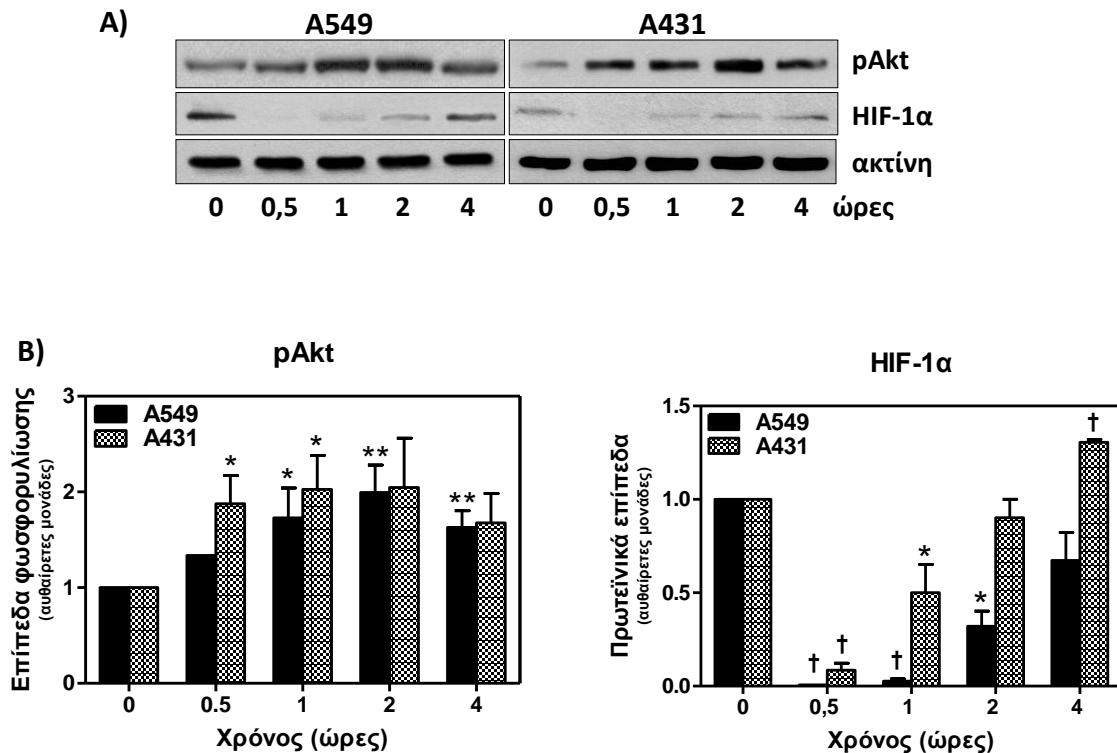 A)
A549 A431
pAkt
HIF-1α
ακτίνη
0 0,5 1 2 4 0 0,5 1 2 4 ώρες
B)
pAkt
Επίπεδα φωσφορυλίωσης
(αυθαίρετες μονάδες)
3
2
1
0
A549
A431
* * * ** **
0 0.5 1 2 4
Χρόνος (ώρες)
HIF-1α
Πρωτεϊνικά επίπεδα
(αυθαίρετες μονάδες)
1.5
1.0
0.5
0.0
A549
A431
† † † * * †
0 0,5 1 2 4
Χρόνος (ώρες)